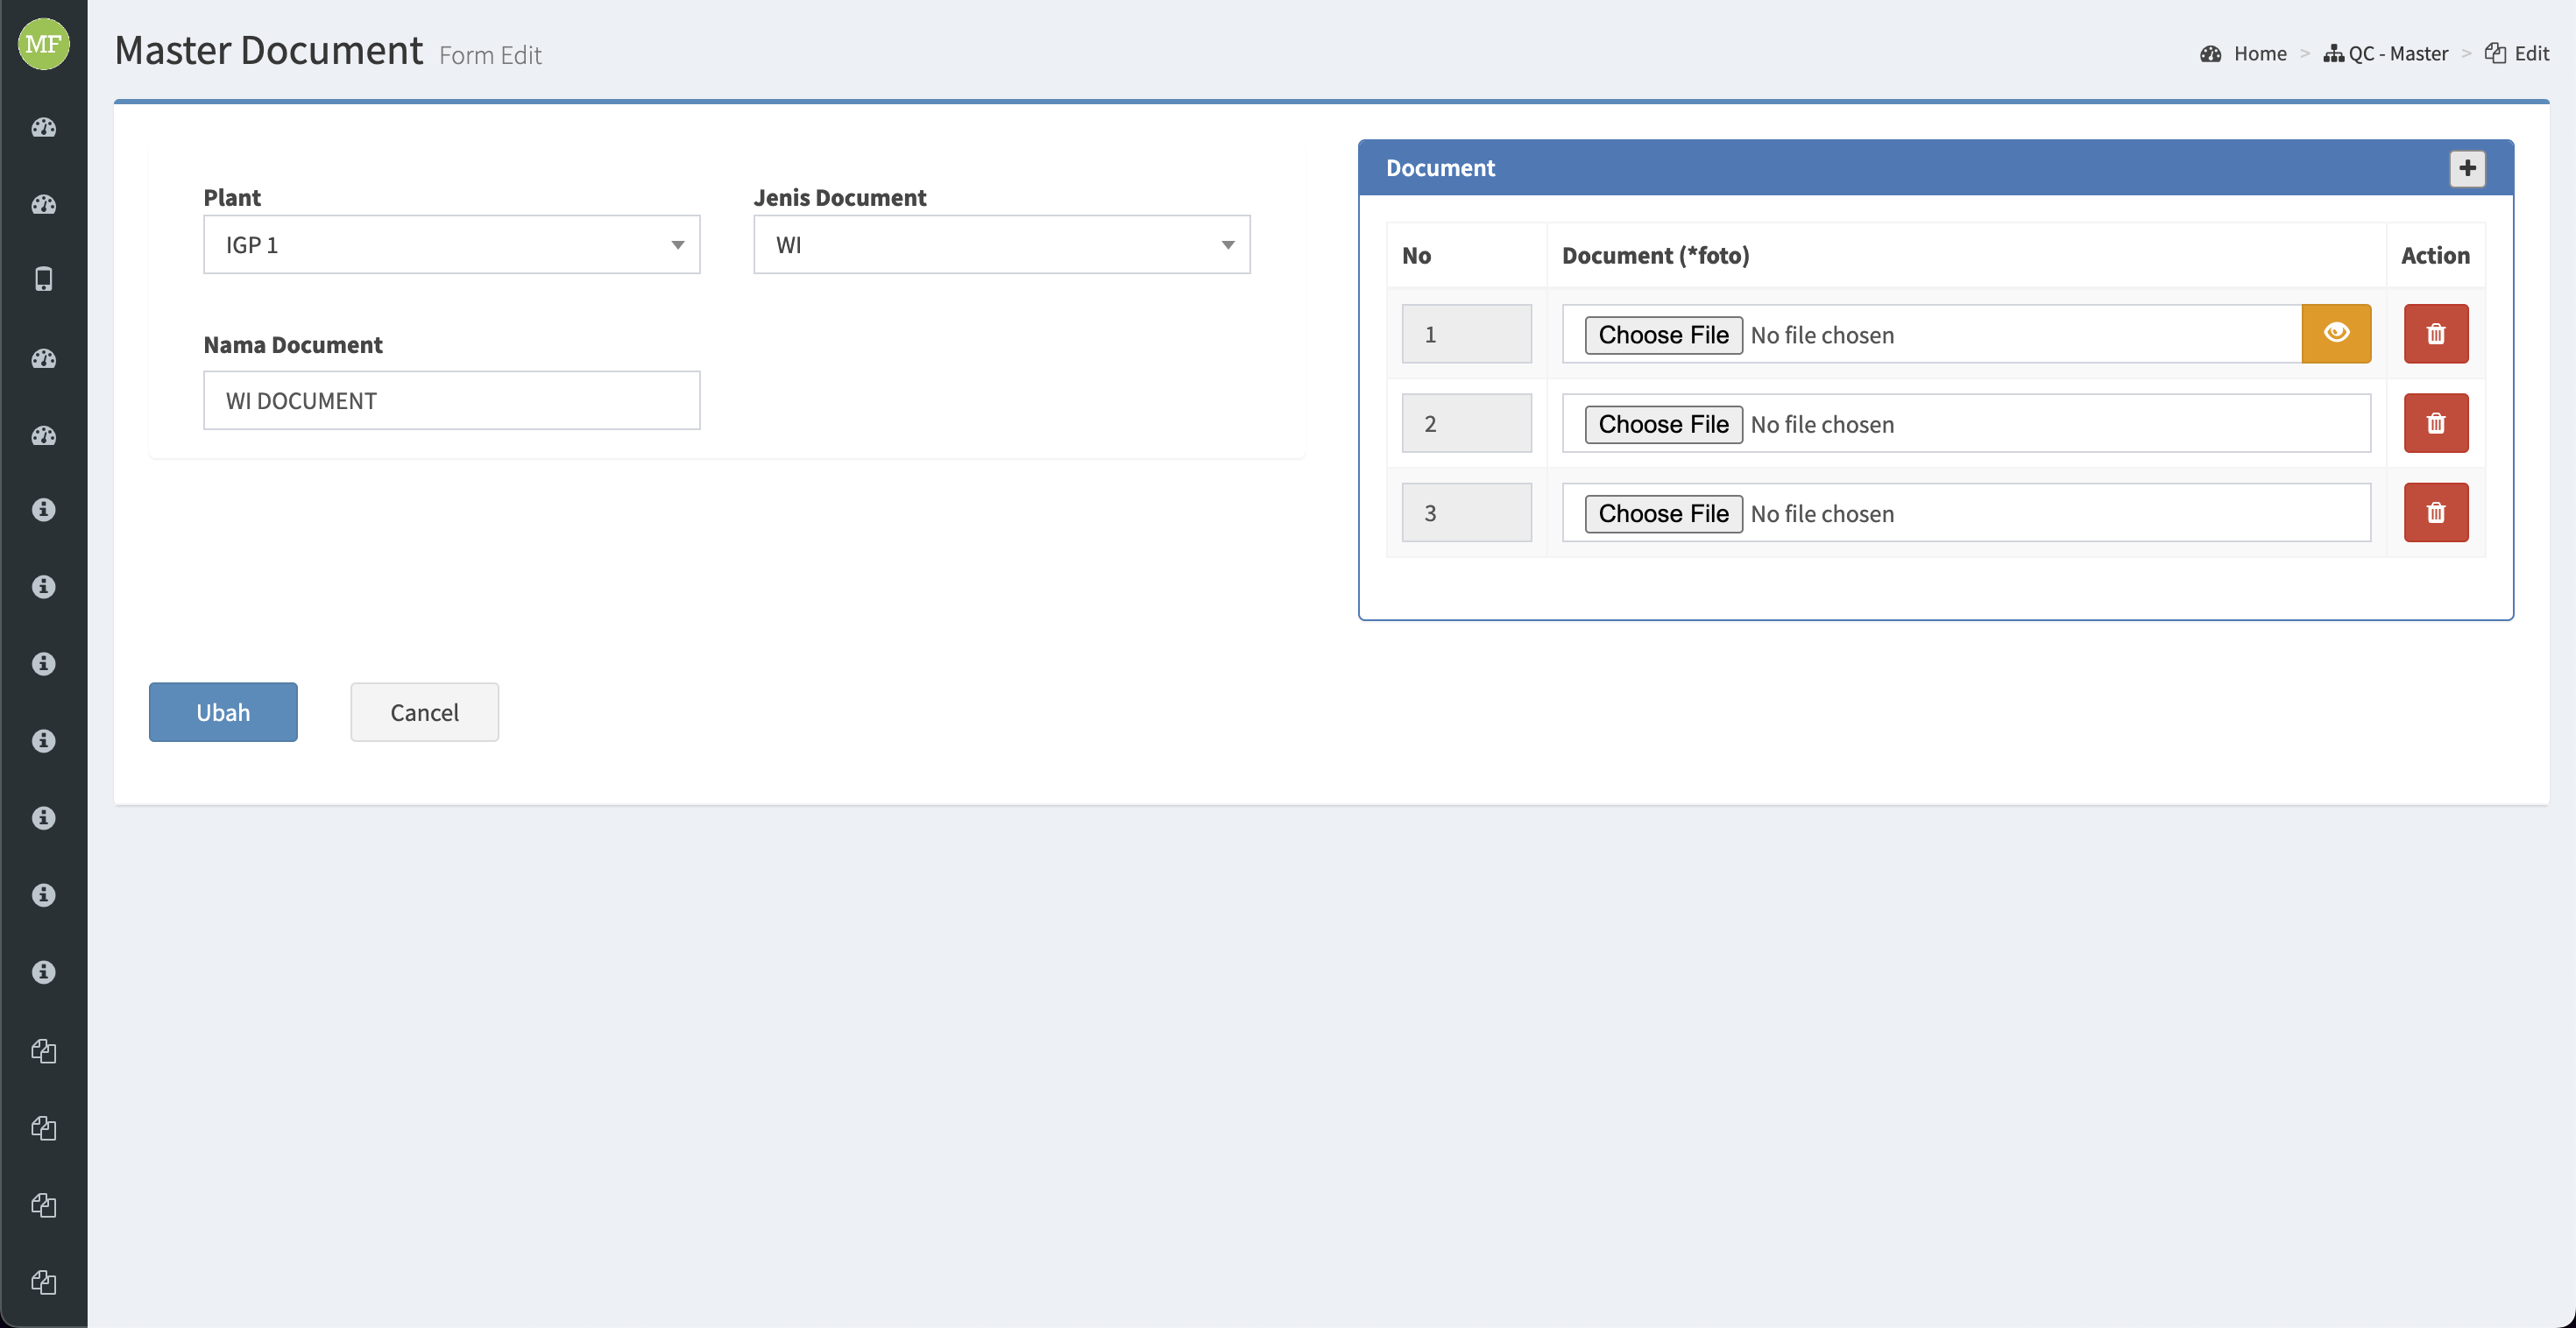 MF
Master Document Form Edit
Home > QC - Master > Edit
Plant
IGP 1
Jenis Document
WI
Nama Document
WI DOCUMENT
Document
No Document (*foto) Action
1 Choose File No file chosen
2 Choose File No file chosen
3 Choose File No file chosen
Ubah Cancel